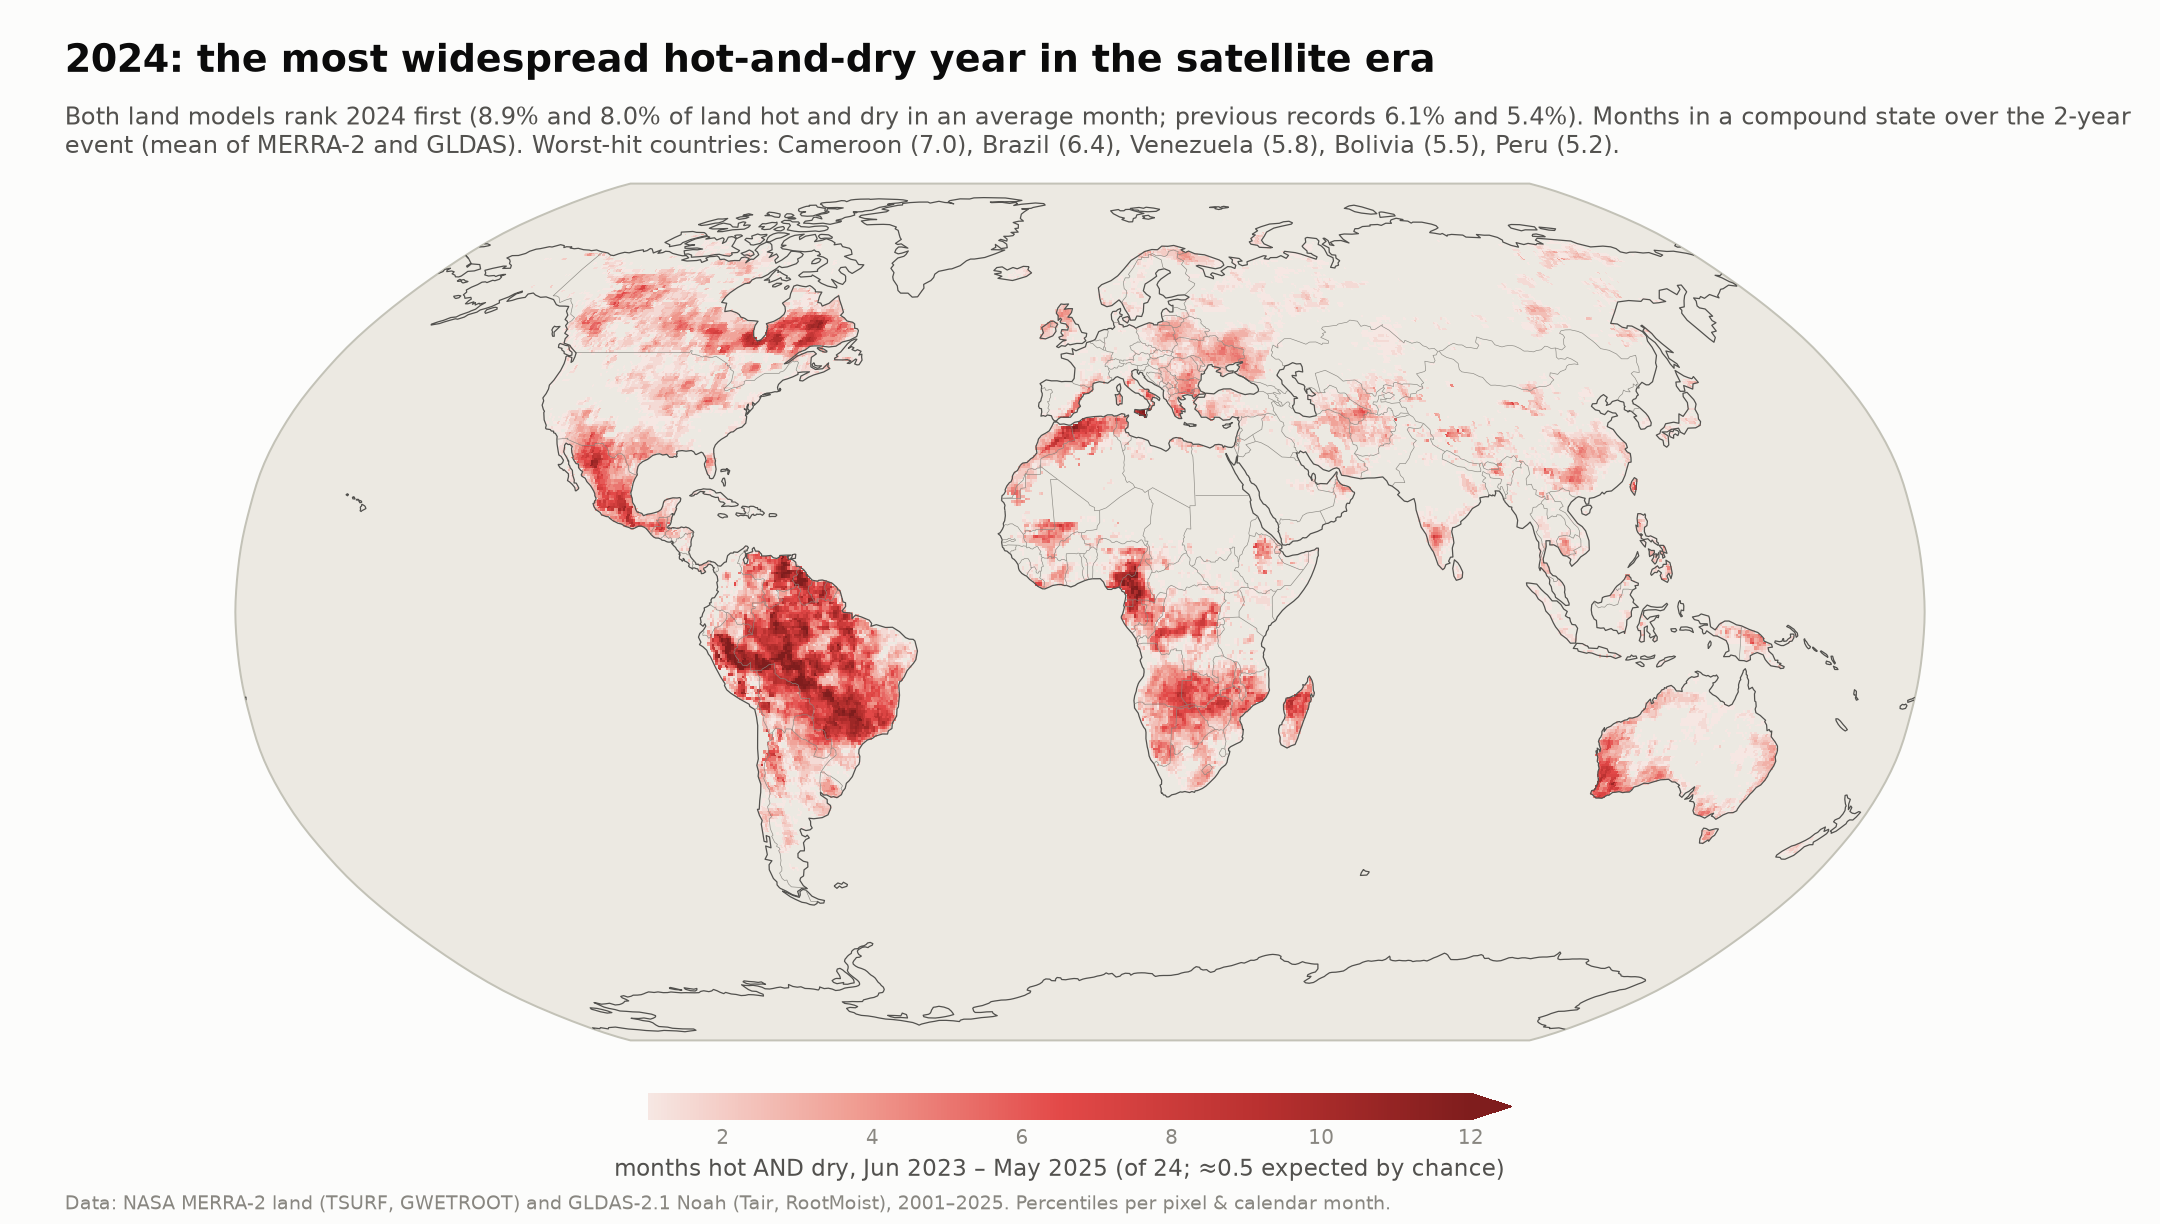 2024: the most widespread hot-and-dry year in the satellite era
Both land models rank 2024 first (8.9% and 8.0% of land hot and dry in an average month; previous records 6.1% and 5.4%). Months in a compound state over the 2-year
event (mean of MERRA-2 and GLDAS). Worst-hit countries: Cameroon (7.0), Brazil (6.4), Venezuela (5.8), Bolivia (5.5), Peru (5.2).
2 4 6 8 10 12
months hot AND dry, Jun 2023 – May 2025 (of 24; ≈0.5 expected by chance)
Data: NASA MERRA-2 land (TSURF, GWETROOT) and GLDAS-2.1 Noah (Tair, RootMoist), 2001–2025. Percentiles per pixel & calendar month.